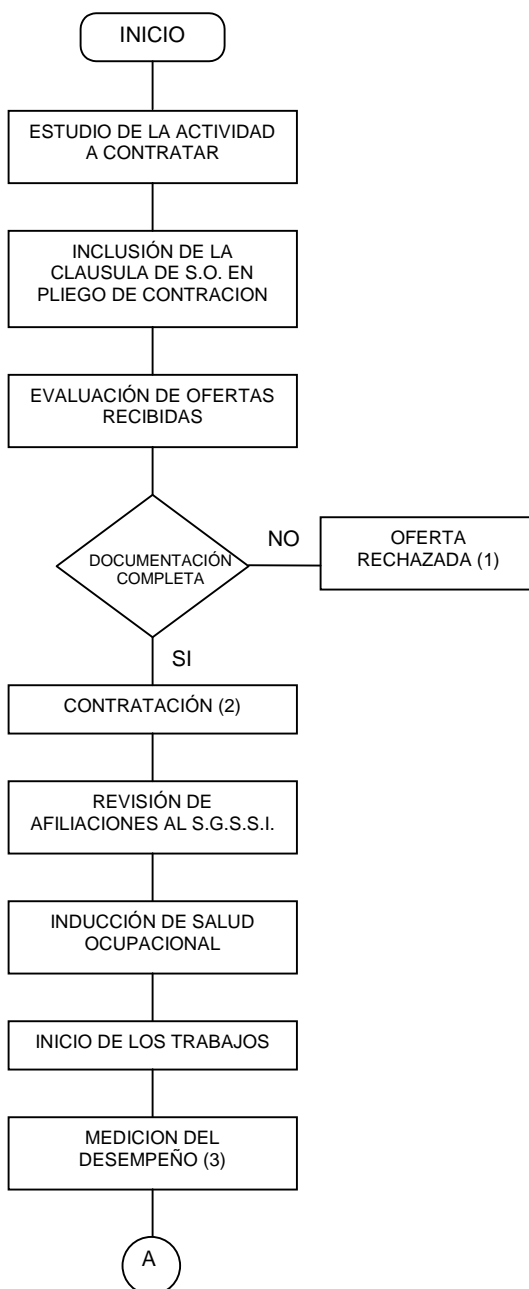 INICIO
ESTUDIO DE LA ACTIVIDAD
A CONTRATAR
INCLUSIÓN DE LA
CLAUSULA DE S.O. EN
PLIEGO DE CONTRACION
EVALUACIÓN DE OFERTAS
RECIBIDAS
DOCUMENTACIÓN
COMPLETA
NO
OFERTA
RECHAZADA (1)
SI
CONTRATACIÓN (2)
REVISIÓN DE
AFILIACIONES AL S.G.S.S.I.
INDUCCIÓN DE SALUD
OCUPACIONAL
INICIO DE LOS TRABAJOS
MEDICION DEL
DESEMPEÑO (3)
A